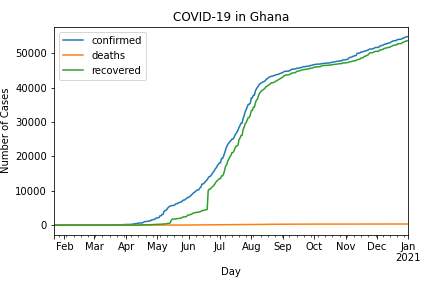 COVID-19 in Ghana
confirmed
deaths
recovered
Number of Cases
50000
40000
30000
20000
10000
0
Feb Mar Apr May Jun Jul Aug Sep Oct Nov Dec Jan
2021
Day